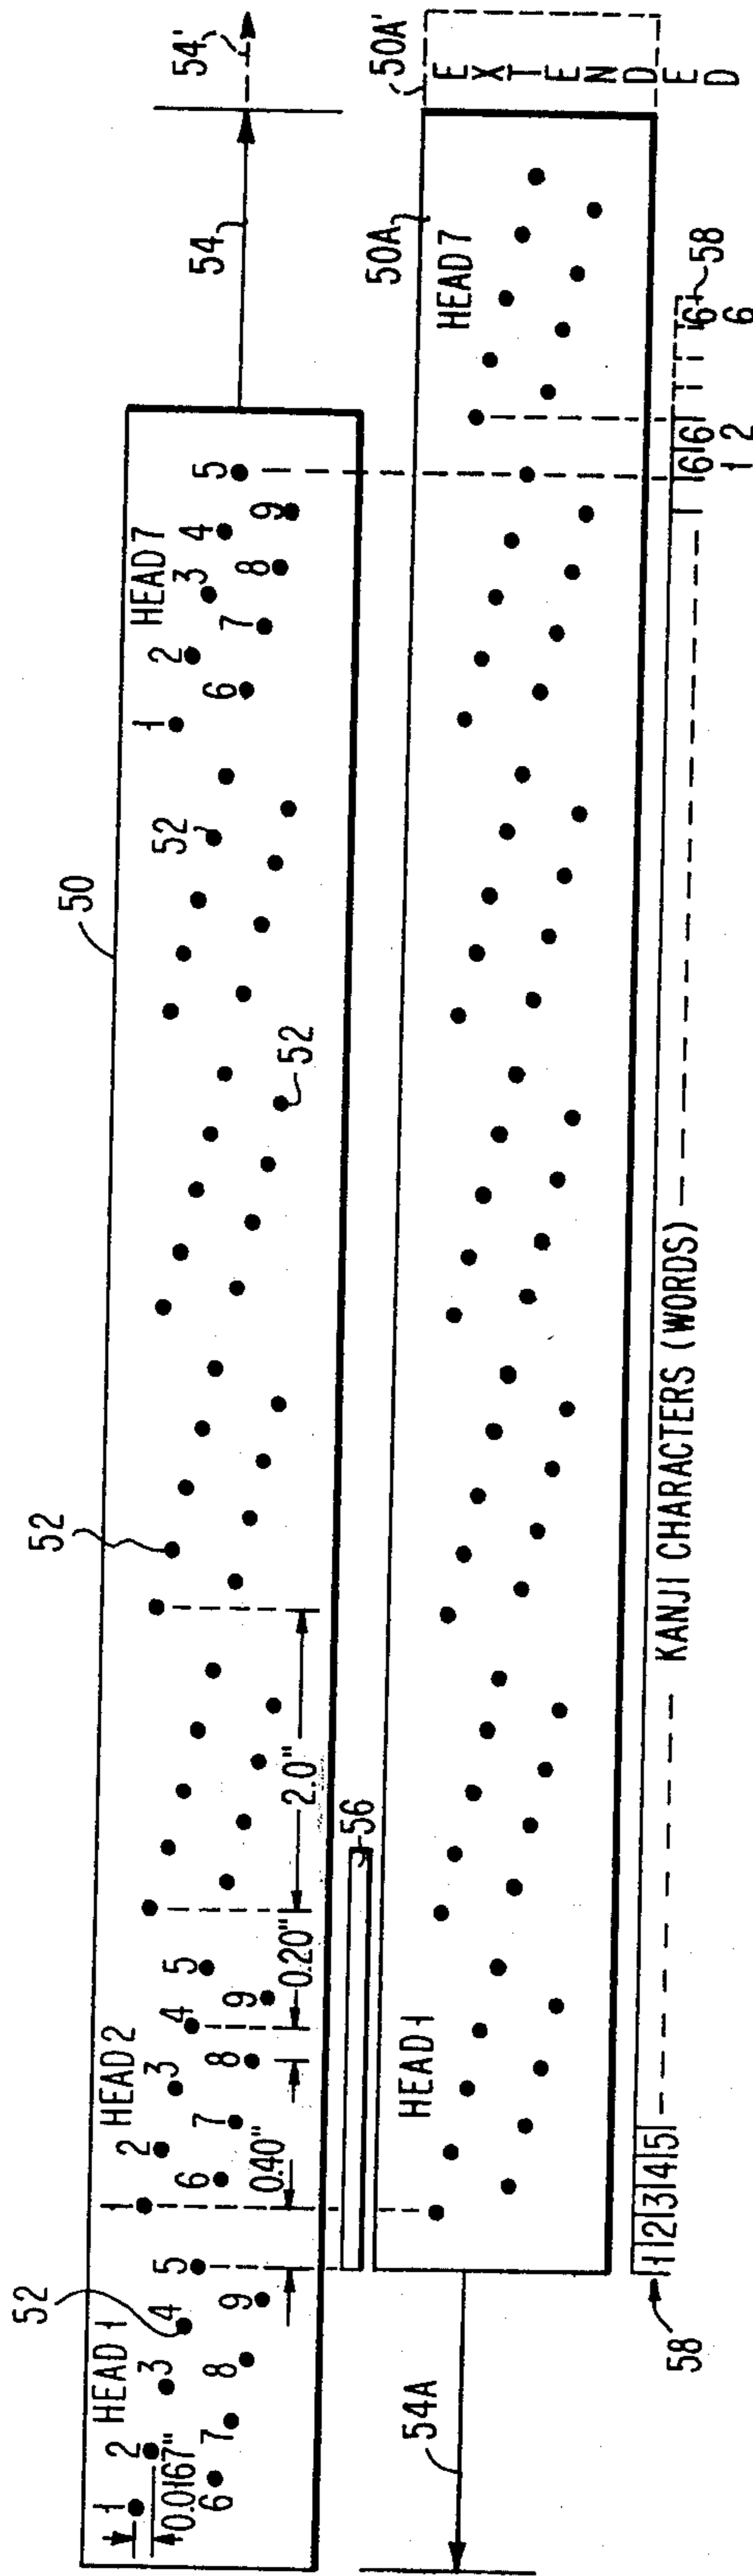 50
52
52
52
52
54
54'
HEAD 1
1 2 3 4 5
6 7 8 9
0.0167"
HEAD 2
1 2 3 4 5
6 7 8 9
0.40"
0.20"
2.0"
HEAD 7
1 2 3 4 5
6 7 8 9
56
54A
HEAD 1
HEAD 7
50A
50A'
EXTENDED
58
1 2 3 4 5
KANJI CHARACTERS (WORDS)
6 6 6
1 2 6
58